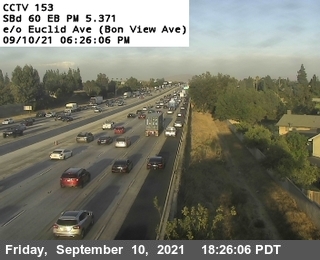 CCTV 153
SBd 60 EB PM 5.371
e/o Euclid Ave (Bon View Ave)
09/10/21 06:26:06 PM
Friday, September 10, 2021 18:26:06 PDT